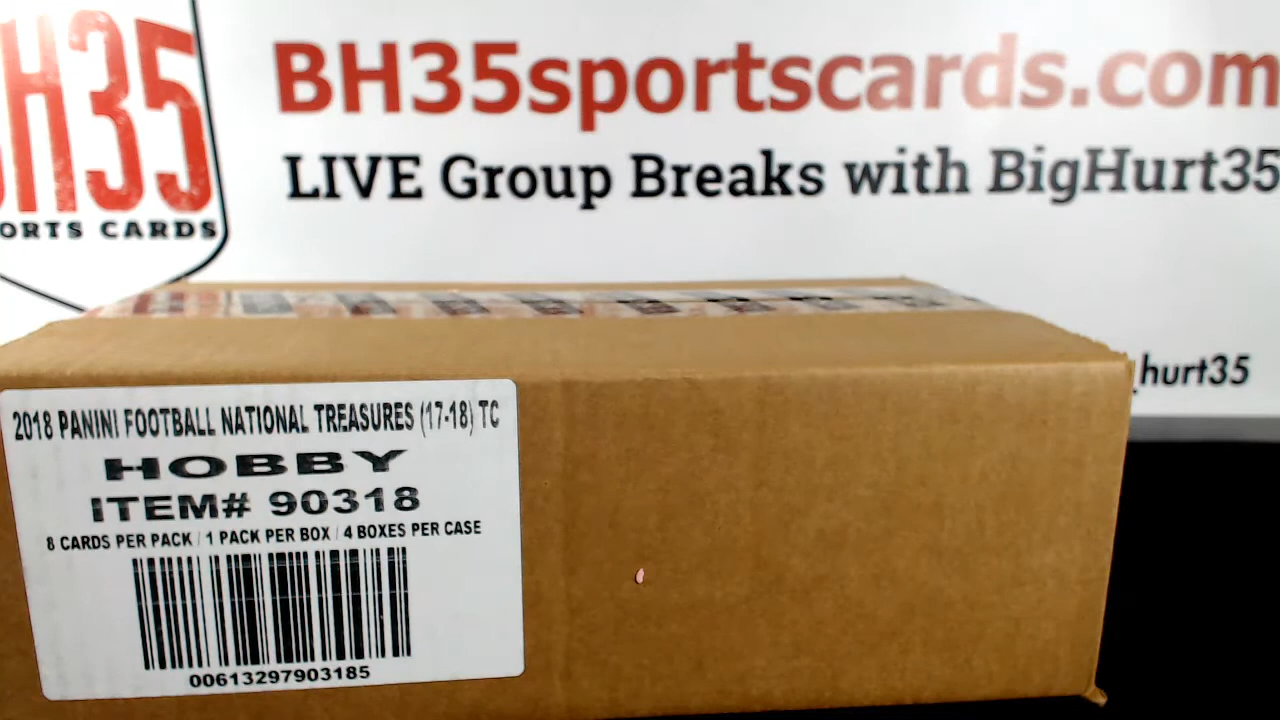 H35
ORTS CARDS
BH35sportscards.com
LIVE Group Breaks with BigHurt35
hurt35
2018 PANINI FOOTBALL NATIONAL TREASURES (17-18) TC
HOBBY
ITEM# 90318
8 CARDS PER PACK / 1 PACK PER BOX / 4 BOXES PER CASE
00613297903185